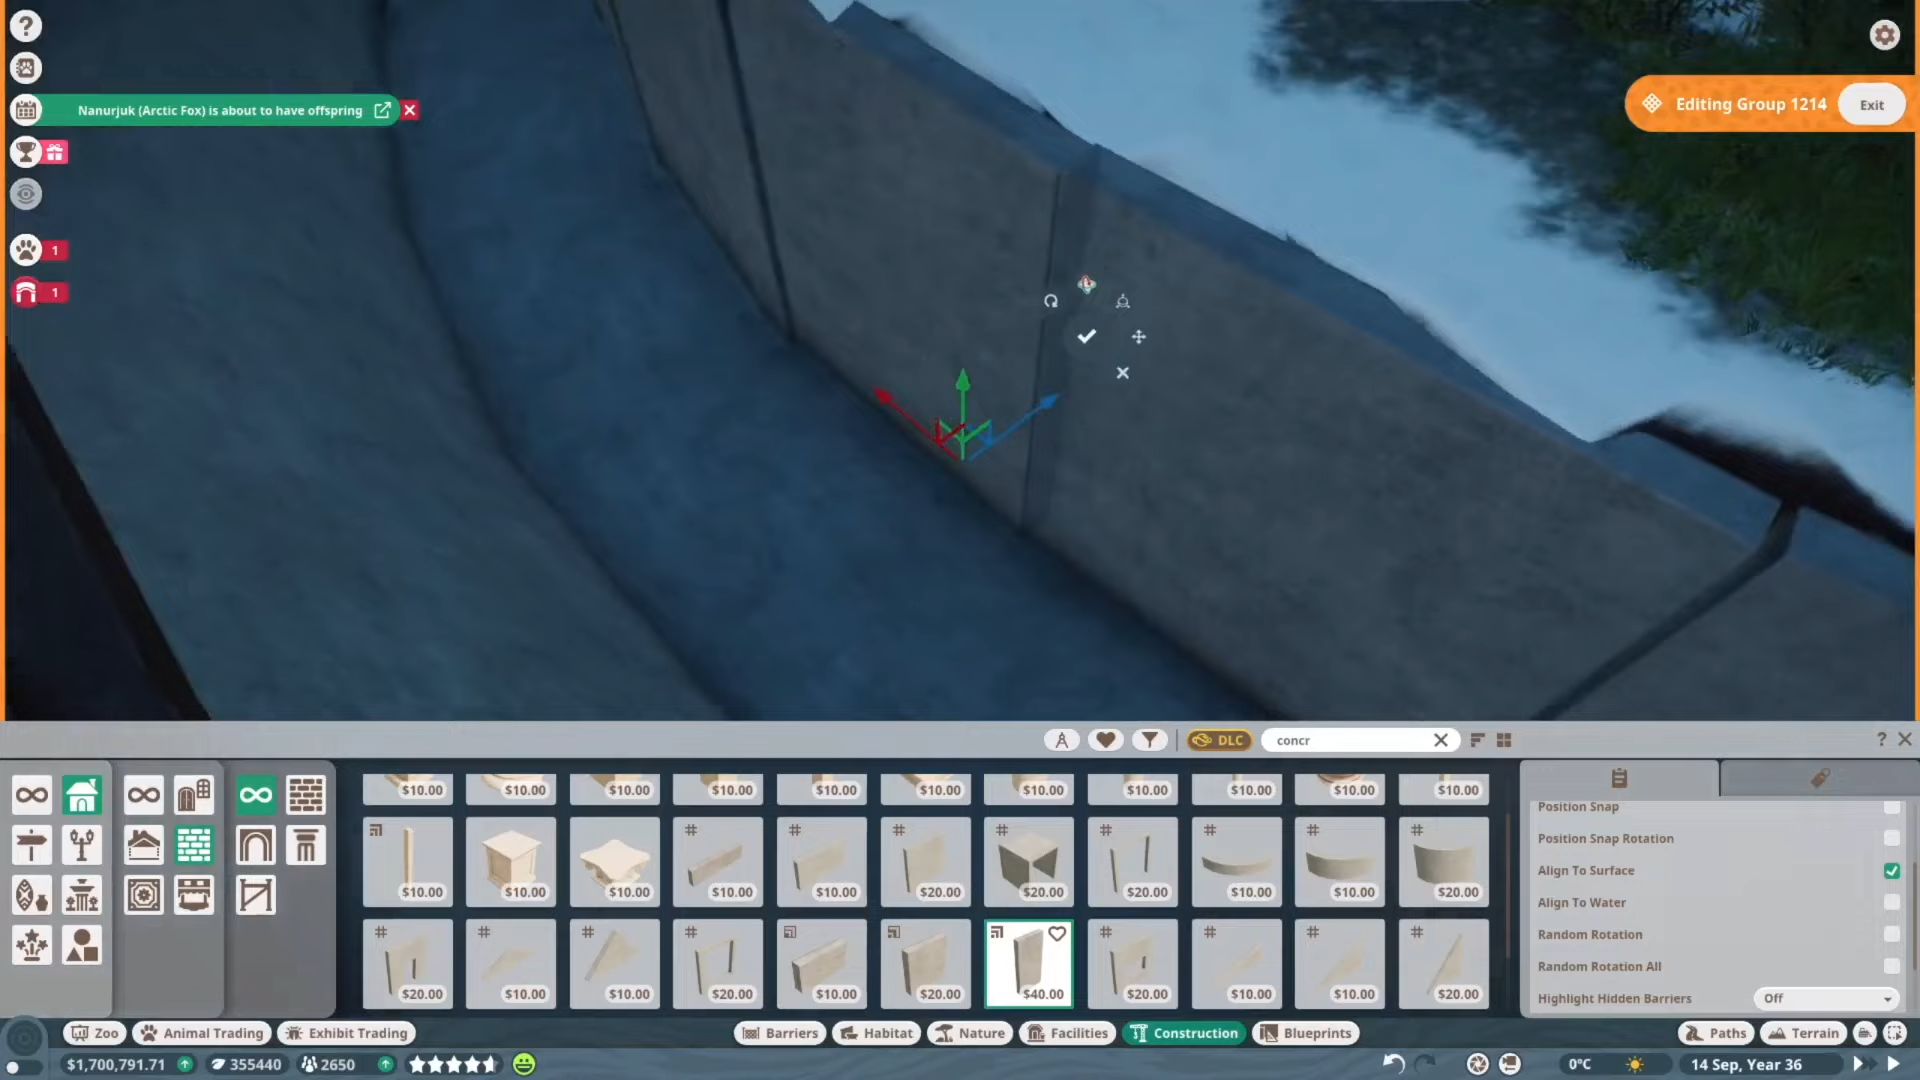 ?
Nanurjuk (Arctic Fox) is about to have offspring
Editing Group 1214
Exit
1
1
DLC
concr
?
$10.00 $10.00 $10.00 $10.00 $10.00 $10.00 $10.00 $10.00 $10.00 $10.00 $10.00
$10.00 $10.00 $10.00 $10.00 $10.00 $20.00 $20.00 $20.00 $10.00 $10.00 $20.00
$20.00 $10.00 $10.00 $20.00 $10.00 $20.00 $40.00 $20.00 $10.00 $10.00 $20.00
Position Snap
Position Snap Rotation
Align To Surface
Align To Water
Random Rotation
Random Rotation All
Highlight Hidden Barriers
Off
Zoo
Animal Trading
Exhibit Trading
Barriers
Habitat
Nature
Facilities
Construction
Blueprints
Paths
Terrain
$1,700,791.71
355440
2650
0°C
14 Sep, Year 36